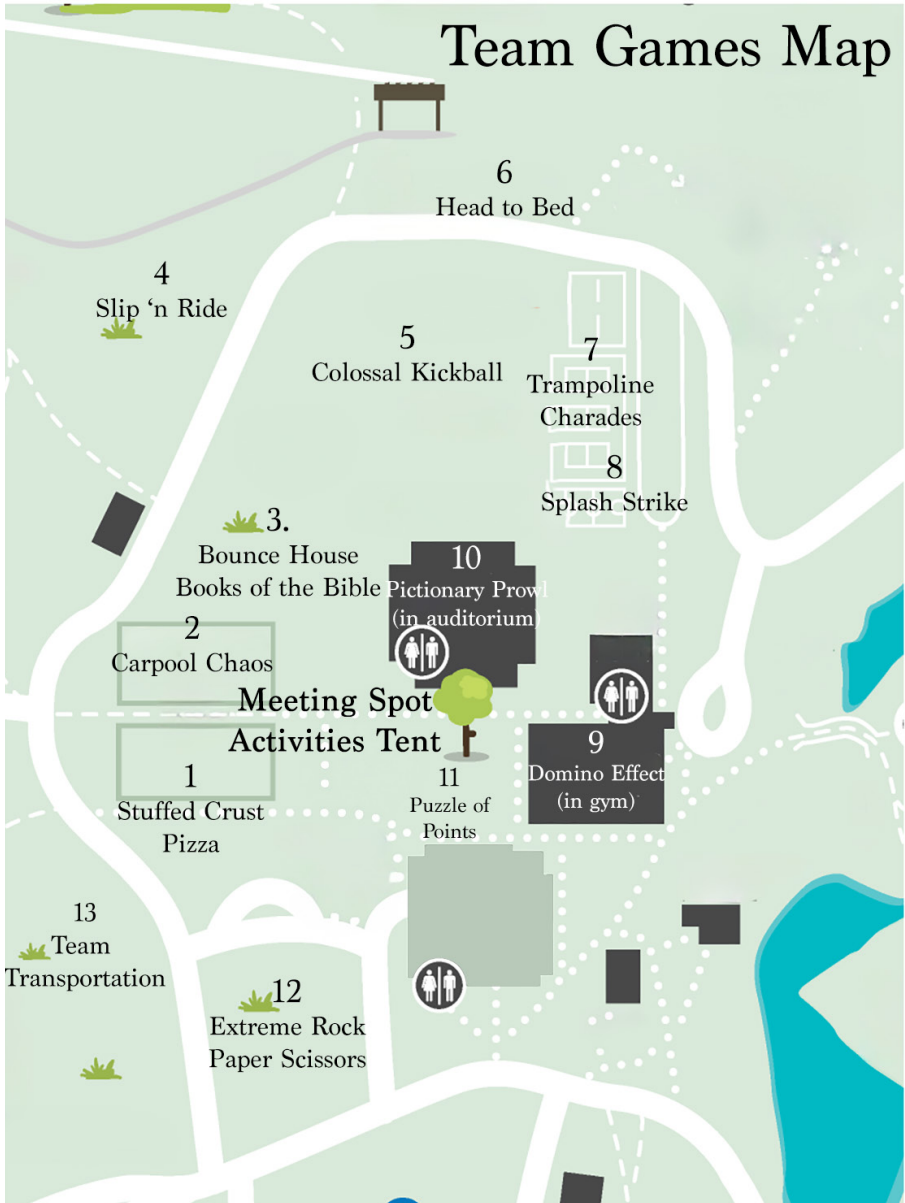 Team Games Map
6
Head to Bed
4
Slip ‘n Ride
5
Colossal Kickball
7
Trampoline
Charades
8
Splash Strike
3.
Bounce House
Books of the Bible
10
Pictionary Prowl
(in auditorium)
2
Carpool Chaos
Meeting Spot
Activities Tent
9
Domino Effect
(in gym)
1
Stuffed Crust
Pizza
11
Puzzle of
Points
13
Team
Transportation
12
Extreme Rock
Paper Scissors